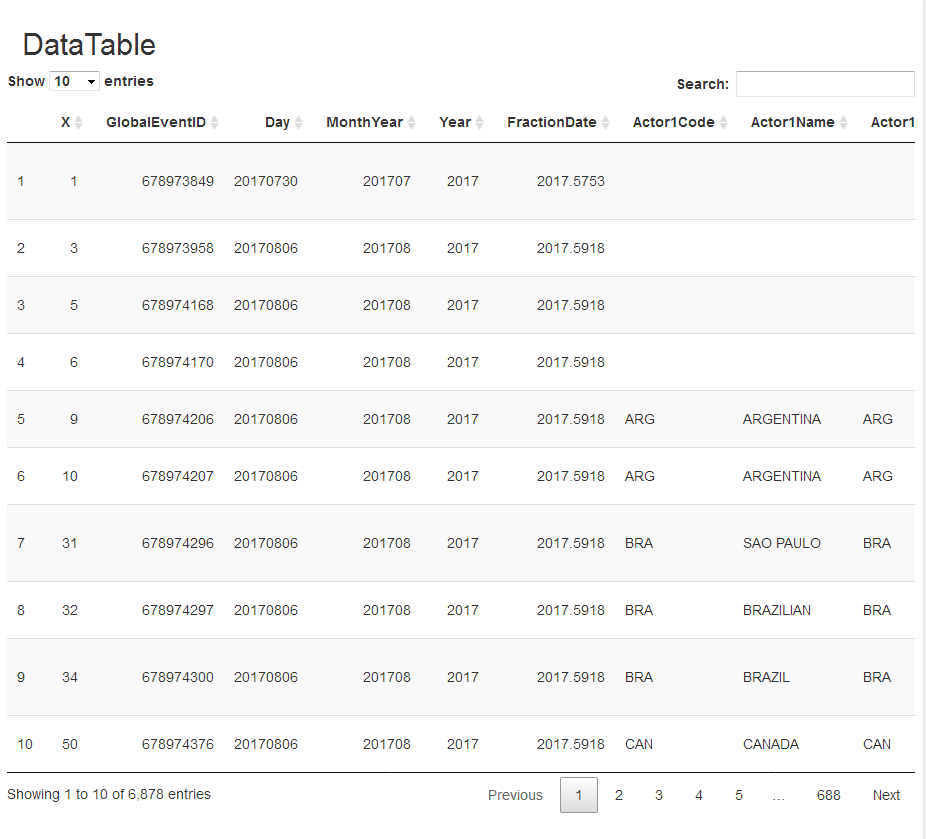 DataTable
Show 10 entries Search:
X GlobalEventID Day MonthYear Year FractionDate Actor1Code Actor1Name Actor1
1 1 678973849 20170730 201707 2017 2017.5753
2 3 678973958 20170806 201708 2017 2017.5918
3 5 678974168 20170806 201708 2017 2017.5918
4 6 678974170 20170806 201708 2017 2017.5918
5 9 678974206 20170806 201708 2017 2017.5918 ARG ARGENTINA ARG
6 10 678974207 20170806 201708 2017 2017.5918 ARG ARGENTINA ARG
7 31 678974296 20170806 201708 2017 2017.5918 BRA SAO PAULO BRA
8 32 678974297 20170806 201708 2017 2017.5918 BRA BRAZILIAN BRA
9 34 678974300 20170806 201708 2017 2017.5918 BRA BRAZIL BRA
10 50 678974376 20170806 201708 2017 2017.5918 CAN CANADA CAN
Showing 1 to 10 of 6,878 entries Previous 1 2 3 4 5 … 688 Next